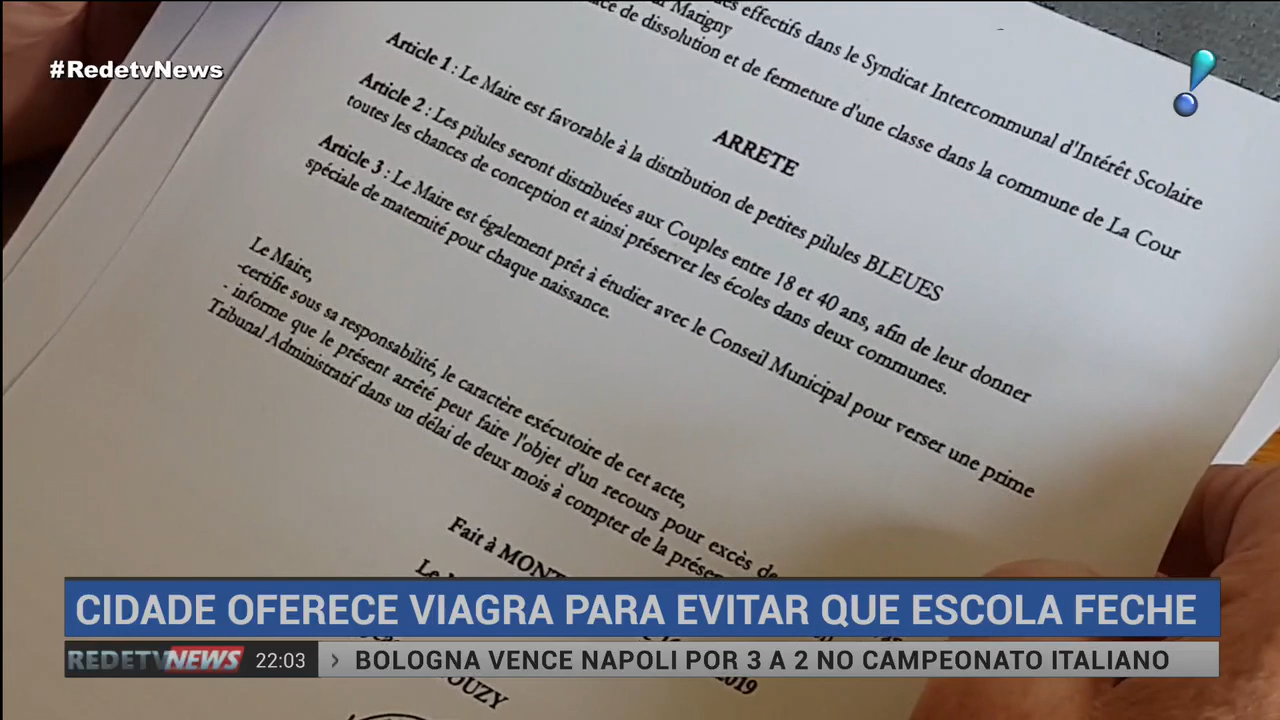 #RedetvNews
es effectifs dans le Syndicat Intercommunal d'Intérêt Scolaire
Marigny
ce de dissolution et de fermeture d'une classe dans la commune de La Cour
ARRETE
Article 1 : Le Maire est favorable à la distribution de petites pilules BLEUES
Article 2 : Les pilules seront distribuées aux Couples entre 18 et 40 ans, afin de leur donner
toutes les chances de conception et ainsi préserver les écoles dans deux communes.
Article 3 : Le Maire est également prêt à étudier avec le Conseil Municipal pour verser une prime
spéciale de maternité pour chaque naissance.
Le Maire,
-certifie sous sa responsabilité, le caractère exécutoire de cet acte,
- informe que le présent arrêté peut faire l'objet d'un recours pour excès de
Tribunal Administratif dans un délai de deux mois à compter de la prése
Fait à MONT
Le
2019
OUZY
CIDADE OFERECE VIAGRA PARA EVITAR QUE ESCOLA FECHE
REDETV NEWS 22:03 › BOLOGNA VENCE NAPOLI POR 3 A 2 NO CAMPEONATO ITALIANO